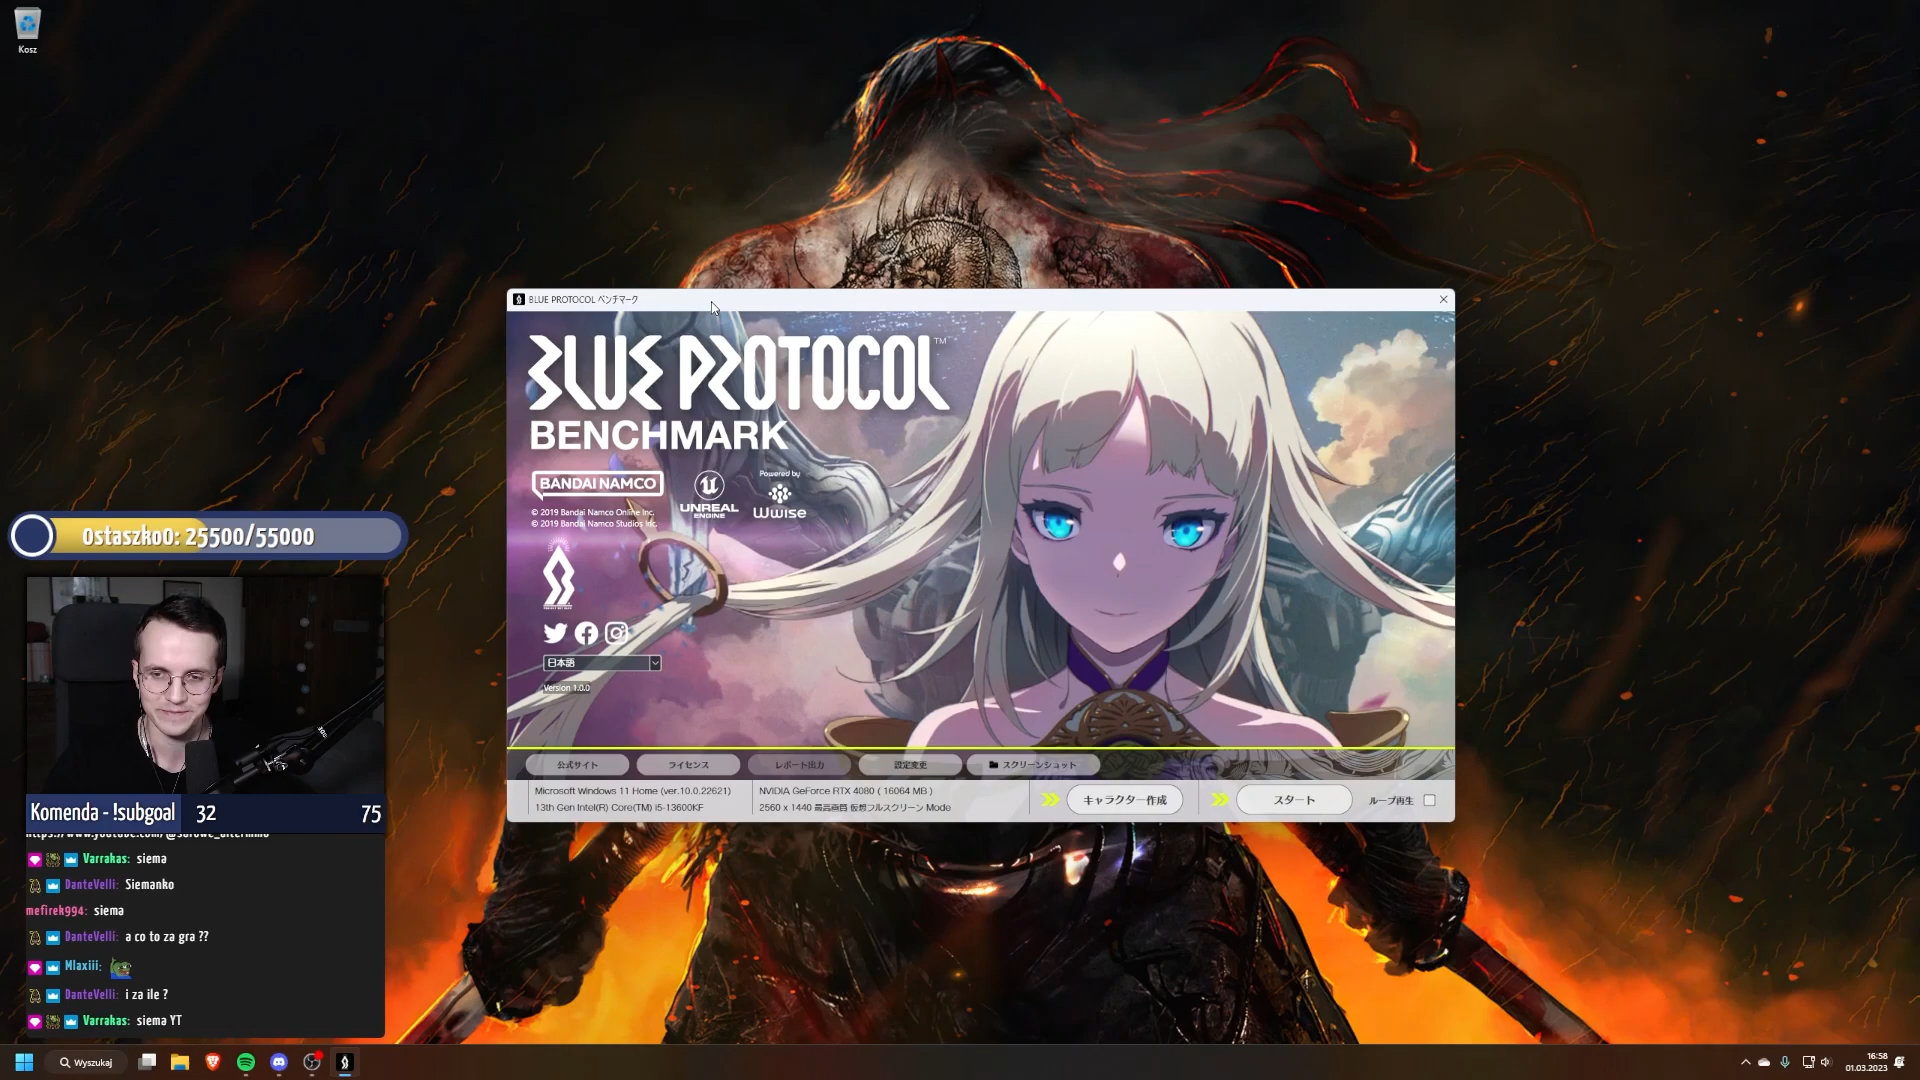 Kosz
BLUE PROTOCOL ベンチマーク
BLUE PROTOCOL™
BENCHMARK
BANDAI NAMCO
UNREAL
ENGINE
Powered by
Wwise
© 2019 Bandai Namco Online Inc.
© 2019 Bandai Namco Studios Inc.
日本語
Version 1.0.0
公式サイト
ライセンス
レポート出力
設定変更
スクリーンショット
Microsoft Windows 11 Home (ver.10.0.22621)
13th Gen Intel(R) Core(TM) i5-13600KF
NVIDIA GeForce RTX 4080 ( 16064 MB )
2560 x 1440 最高画質 仮想フルスクリーン Mode
キャラクター作成
スタート
ループ再生
Ostaszko0: 25500/55000
Komenda - !subgoal 32 75
Varrakas: siema
DanteVelli: Siemanko
mefirek994: siema
DanteVelli: a co to za gra ??
Mlaxiii:
DanteVelli: i za ile ?
Varrakas: siema YT
Wyszukaj
16:58
01.03.2023